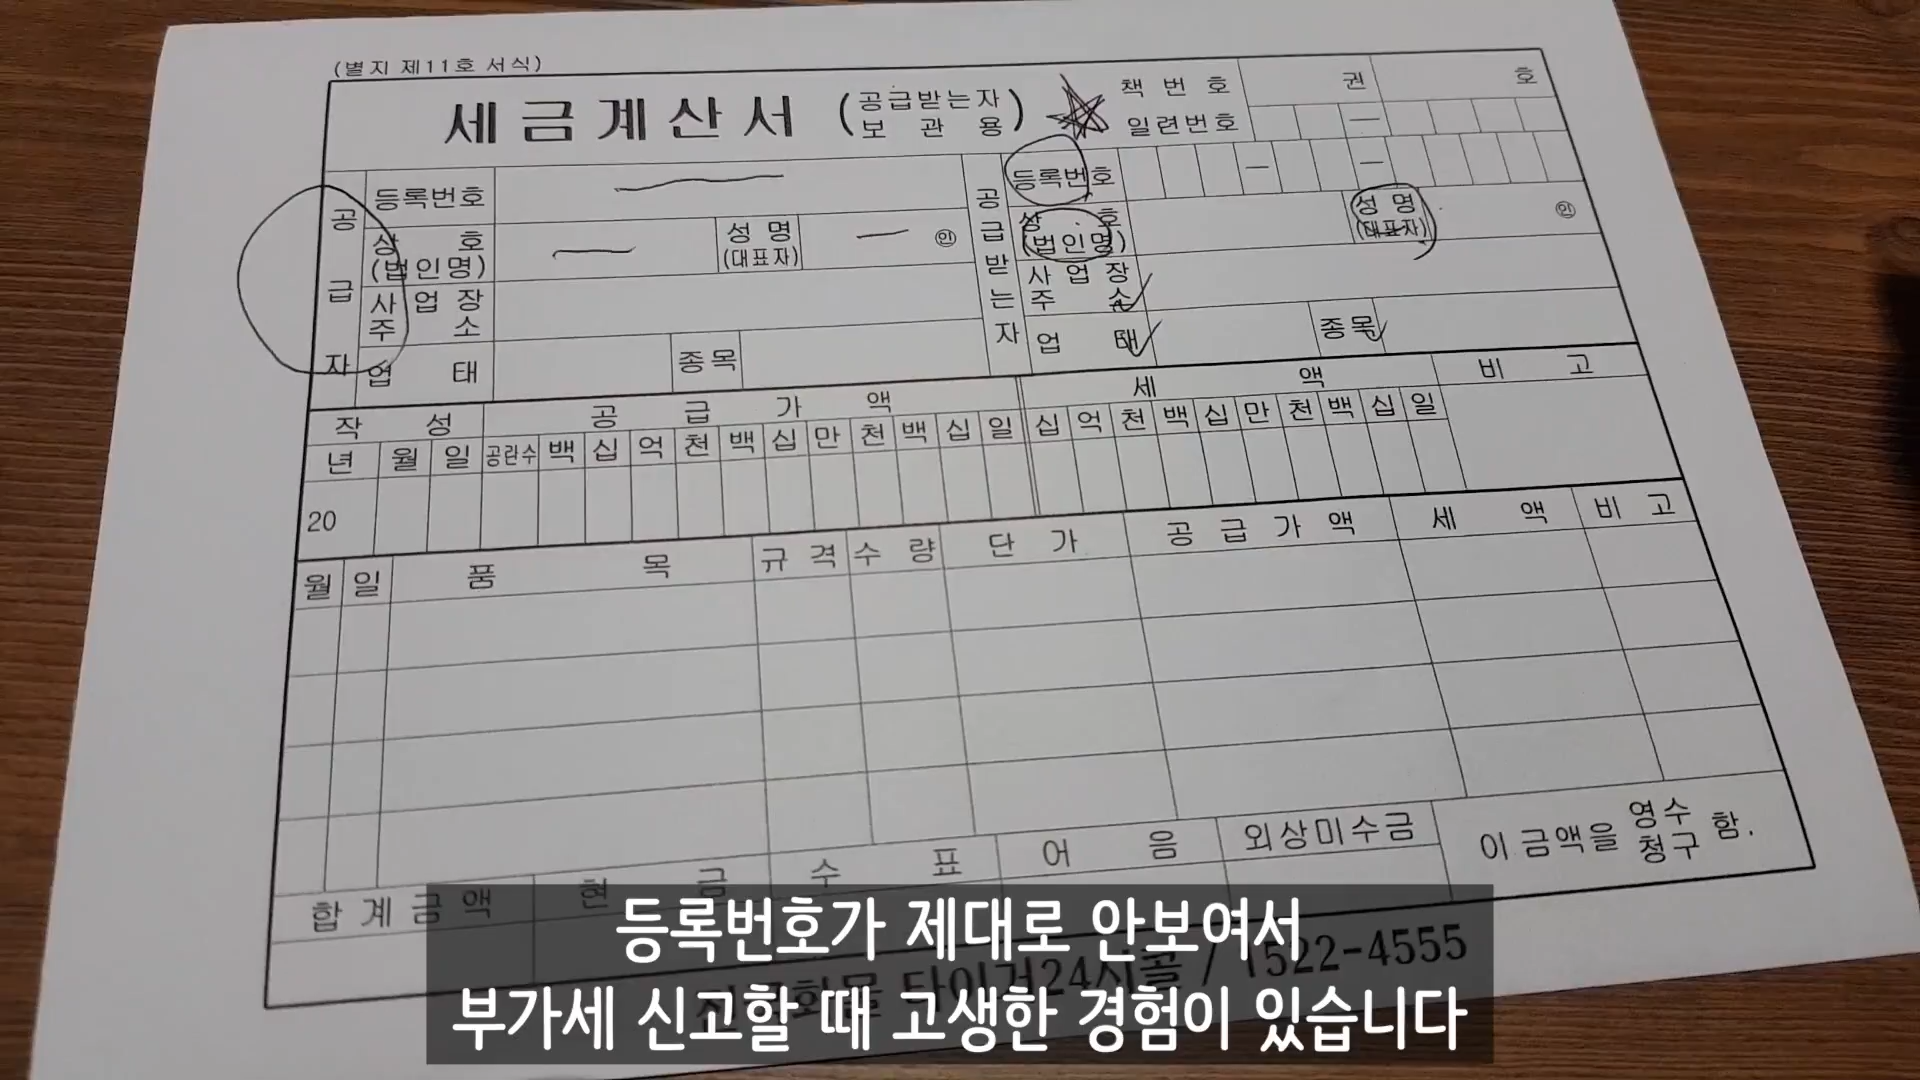 (별지 제11호 서식)
세금계산서 (공급받는자 보관용)
책 번 호 권 호
일련번호 — 
공급자
등록번호
상 호 (법인명)
성 명 (대표자) ㊞
사 업 장 주 소
업 태 종목
공급받는자
등록번호 — —
상 호 (법인명)
성 명 (대표자) ㊞
사 업 장 주 소
업 태 종목
작 성 공 급 가 액 세 액 비 고
년 월 일 공란수 백 십 억 천 백 십 만 천 백 십 일 십 억 천 백 십 만 천 백 십 일
20
월 일 품 목 규 격 수 량 단 가 공 급 가 액 세 액 비 고
합 계 금 액 현 금 수 표 어 음 외상미수금
이 금액을 영수 청구 함.
타이거24시콜 / 1522-4555
등록번호가 제대로 안보여서
부가세 신고할 때 고생한 경험이 있습니다